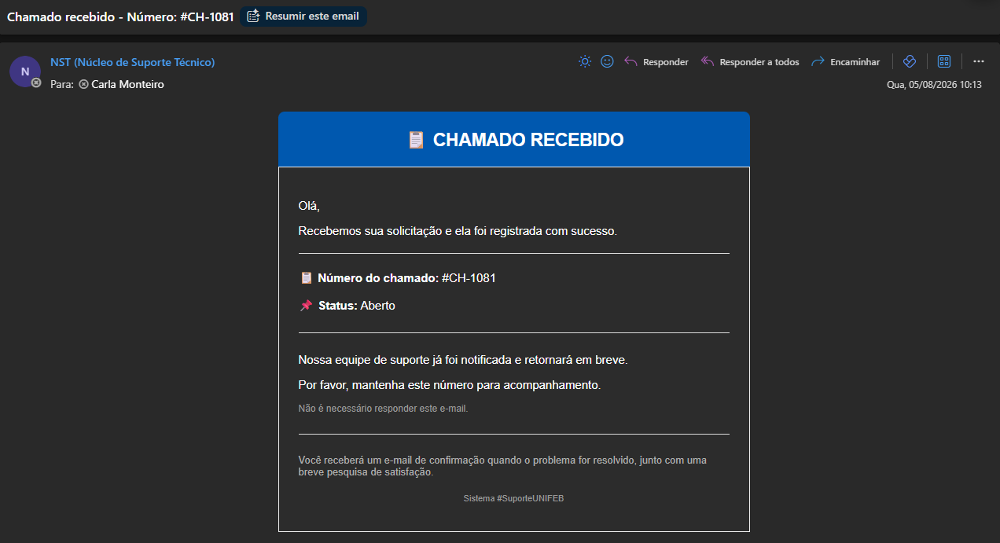 Chamado recebido - Número: #CH-1081 Resumir este email
N NST (Núcleo de Suporte Técnico) Responder Responder a todos Encaminhar
Para: Carla Monteiro Qua, 05/08/2026 10:13
CHAMADO RECEBIDO
Olá,
Recebemos sua solicitação e ela foi registrada com sucesso.
Número do chamado: #CH-1081
Status: Aberto
Nossa equipe de suporte já foi notificada e retornará em breve.
Por favor, mantenha este número para acompanhamento.
Não é necessário responder este e-mail.
Você receberá um e-mail de confirmação quando o problema for resolvido, junto com uma
breve pesquisa de satisfação.
Sistema #SuporteUNIFEB